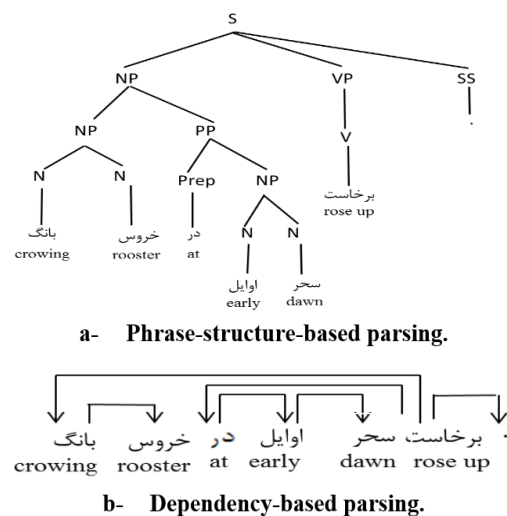 S
NP VP SS
NP PP V .
N N Prep NP برخاست
rose up
بانگ خروس در N N
crowing rooster at
اوایل سحر
early dawn
a- Phrase-structure-based parsing.
بانگ خروس در اوایل سحر برخاست .
crowing rooster at early dawn rose up
b- Dependency-based parsing.